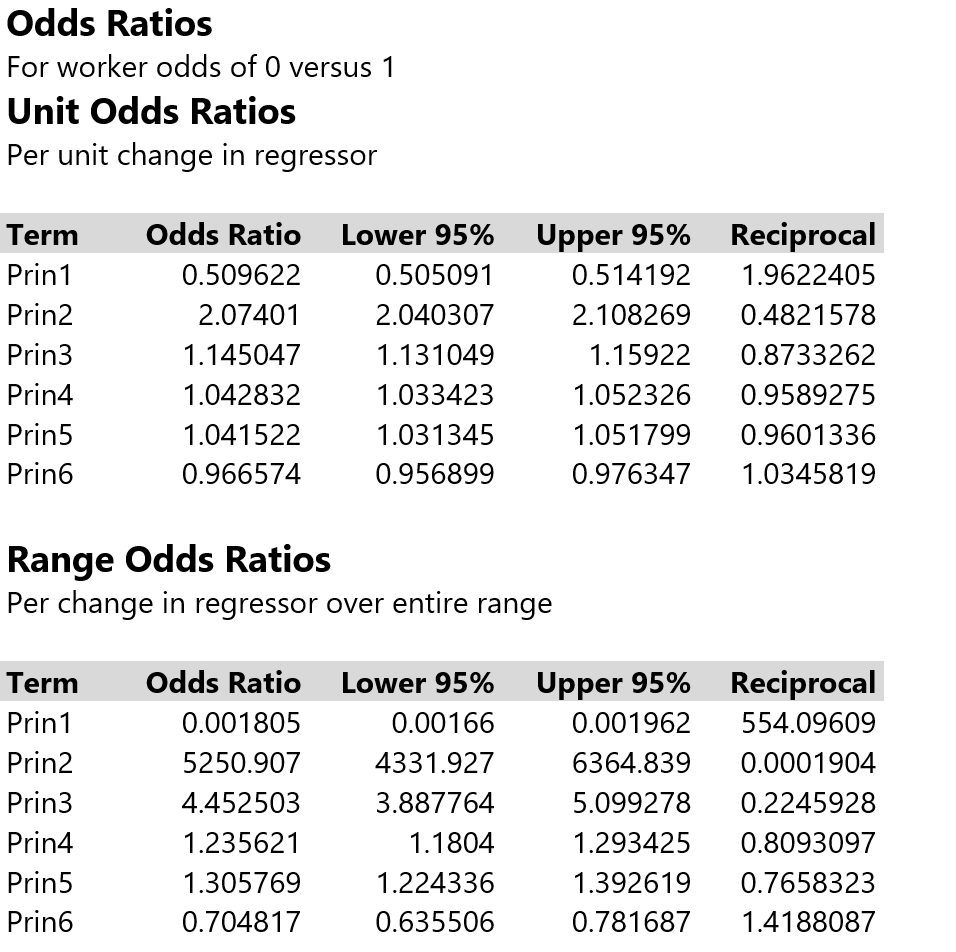 Odds Ratios
For worker odds of 0 versus 1
Unit Odds Ratios
Per unit change in regressor
Term Odds Ratio Lower 95% Upper 95% Reciprocal
Prin1 0.509622 0.505091 0.514192 1.9622405
Prin2 2.07401 2.040307 2.108269 0.4821578
Prin3 1.145047 1.131049 1.15922 0.8733262
Prin4 1.042832 1.033423 1.052326 0.9589275
Prin5 1.041522 1.031345 1.051799 0.9601336
Prin6 0.966574 0.956899 0.976347 1.0345819
Range Odds Ratios
Per change in regressor over entire range
Term Odds Ratio Lower 95% Upper 95% Reciprocal
Prin1 0.001805 0.00166 0.001962 554.09609
Prin2 5250.907 4331.927 6364.839 0.0001904
Prin3 4.452503 3.887764 5.099278 0.2245928
Prin4 1.235621 1.1804 1.293425 0.8093097
Prin5 1.305769 1.224336 1.392619 0.7658323
Prin6 0.704817 0.635506 0.781687 1.4188087